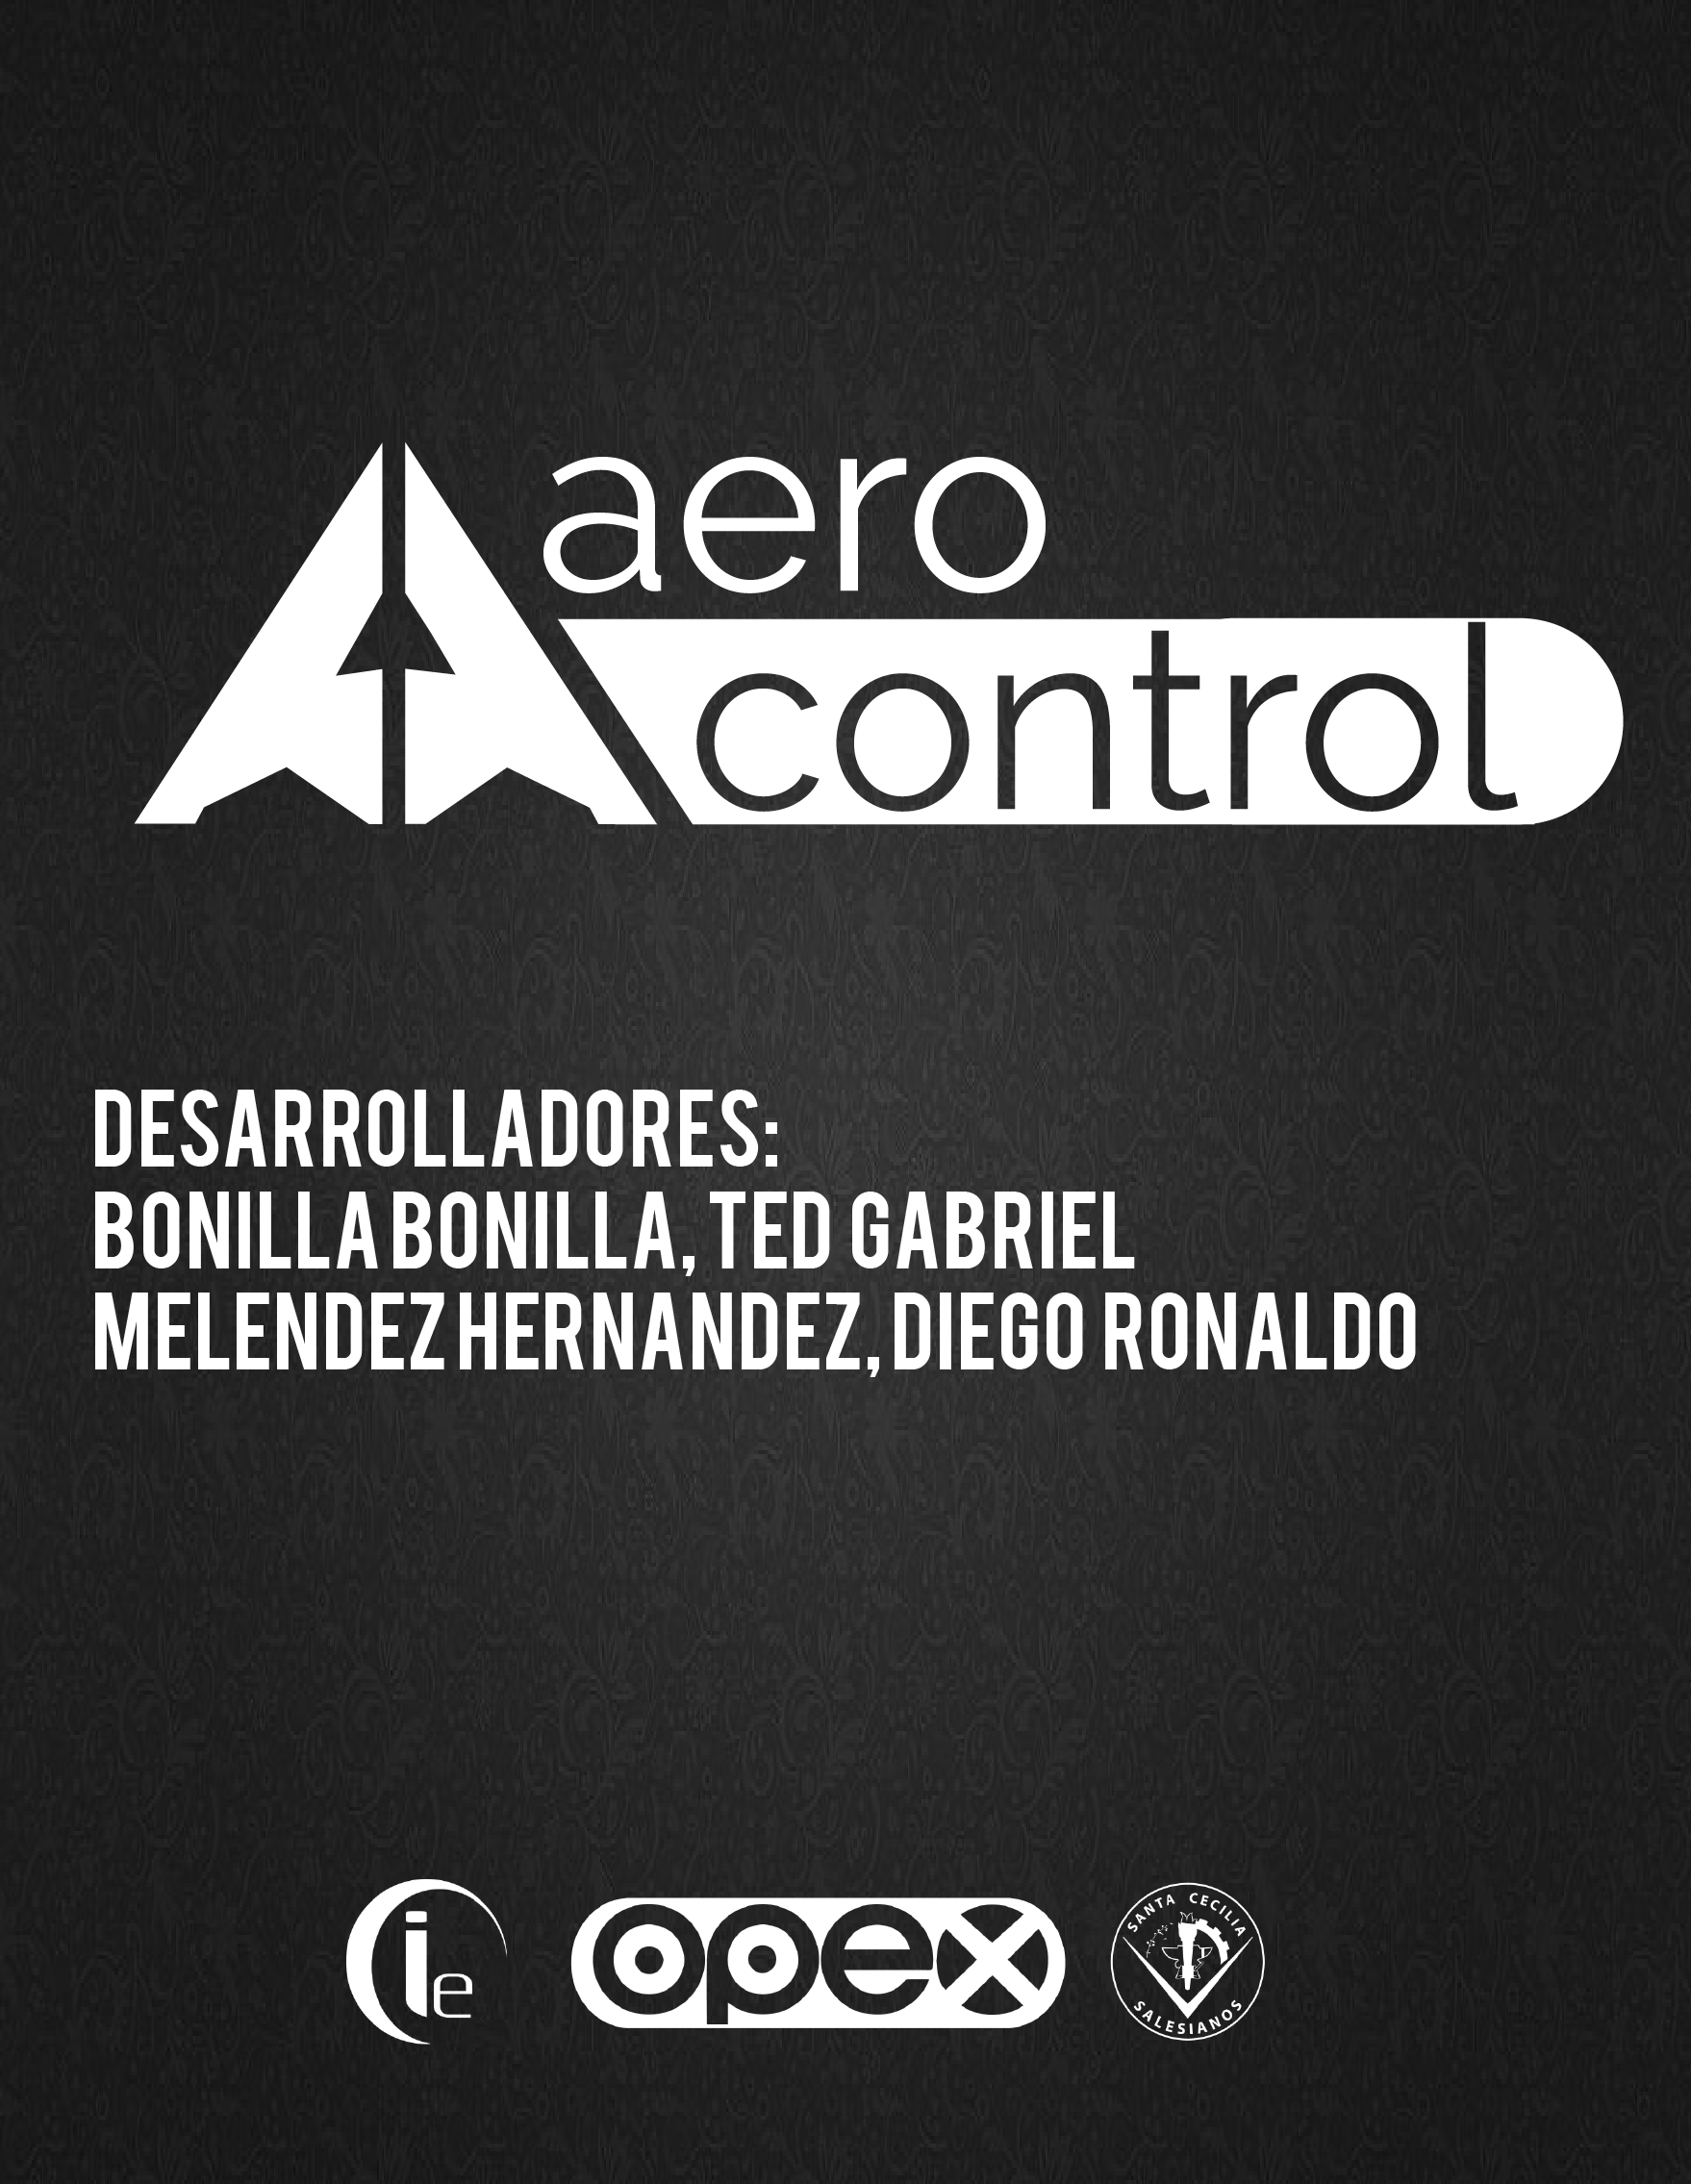 aero
control
DESARROLLADORES:
BONILLA BONILLA, TED GABRIEL
MELENDEZ HERNANDEZ, DIEGO RONALDO
ie
opex
SANTA CECILIA
SALESIANOS